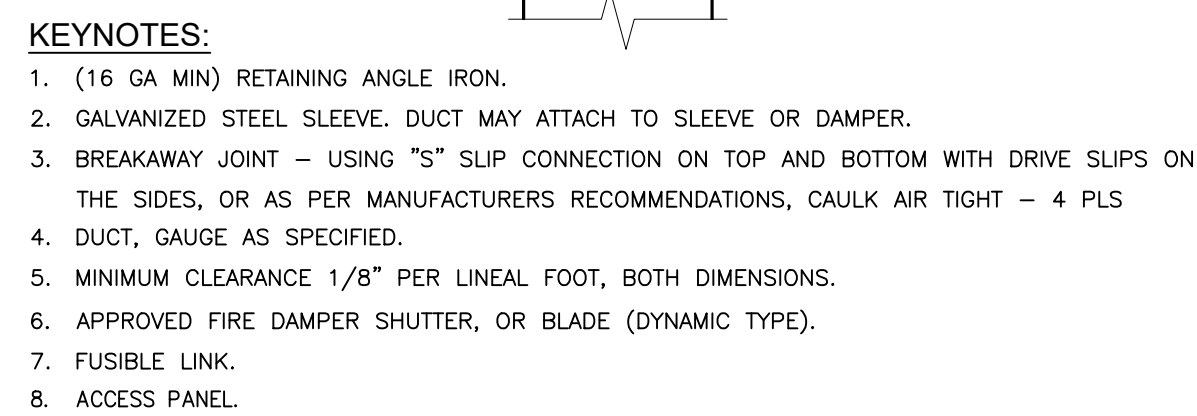 KEYNOTES:
1. (16 GA MIN) RETAINING ANGLE IRON.
2. GALVANIZED STEEL SLEEVE. DUCT MAY ATTACH TO SLEEVE OR DAMPER.
3. BREAKAWAY JOINT – USING "S" SLIP CONNECTION ON TOP AND BOTTOM WITH DRIVE SLIPS ON
THE SIDES, OR AS PER MANUFACTURERS RECOMMENDATIONS, CAULK AIR TIGHT – 4 PLS
4. DUCT, GAUGE AS SPECIFIED.
5. MINIMUM CLEARANCE 1/8" PER LINEAL FOOT, BOTH DIMENSIONS.
6. APPROVED FIRE DAMPER SHUTTER, OR BLADE (DYNAMIC TYPE).
7. FUSIBLE LINK.
8. ACCESS PANEL.